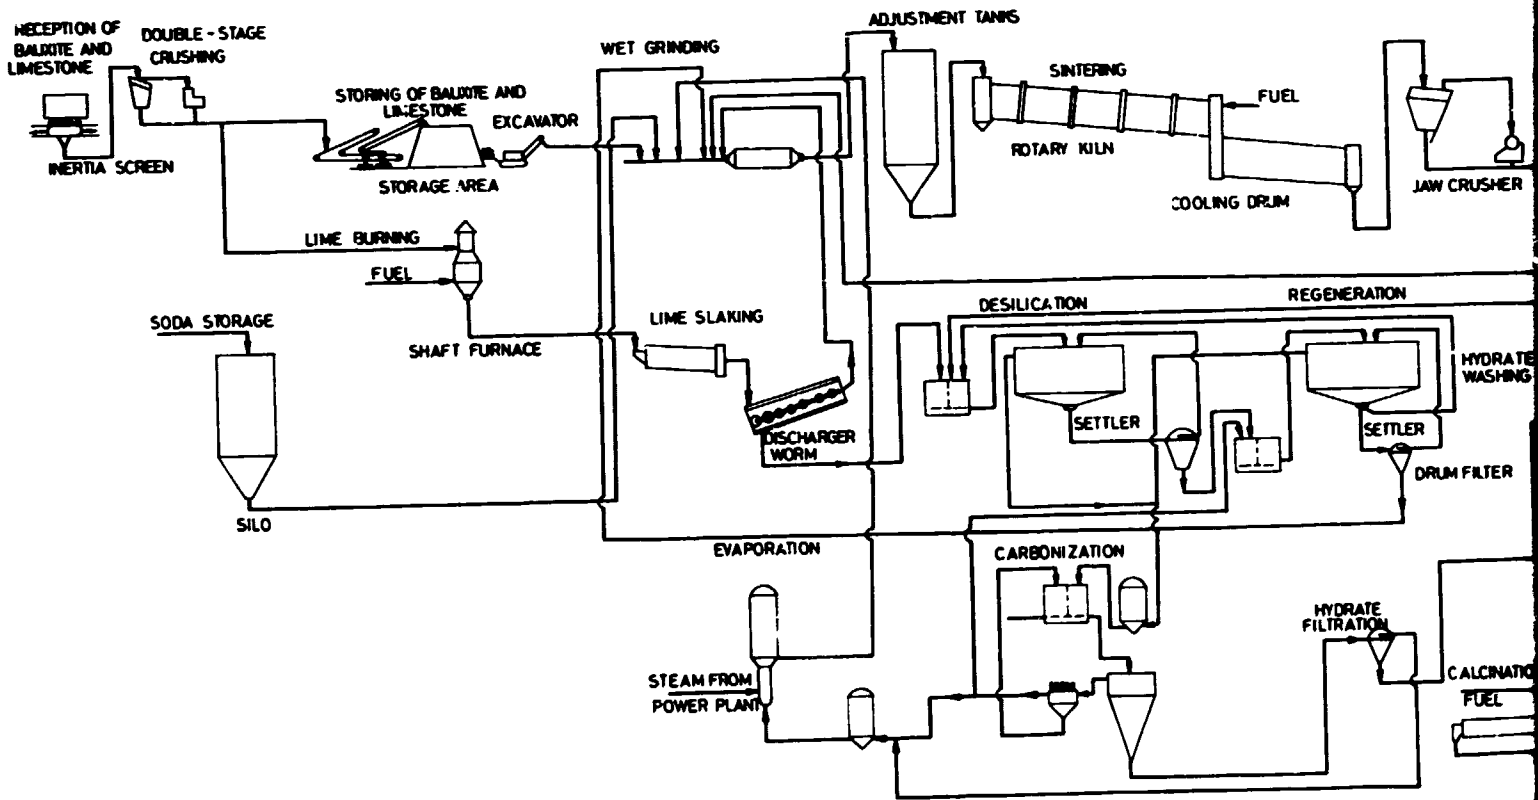 RECEPTION OF
BAUXITE AND
LIMESTONE
DOUBLE-STAGE
CRUSHING
INERTIA SCREEN
STORING OF BAUXITE AND
LIMESTONE
EXCAVATOR
STORAGE AREA
WET GRINDING
ADJUSTMENT TANKS
SINTERING
FUEL
ROTARY KILN
COOLING DRUM
JAW CRUSHER
LIME BURNING
FUEL
SHAFT FURNACE
SODA STORAGE
SILO
LIME SLAKING
DISCHARGER
WORM
DESILICATION
REGENERATION
SETTLER
SETTLER
HYDRATE
WASHING
DRUM FILTER
EVAPORATION
CARBONIZATION
STEAM FROM
POWER PLANT
HYDRATE
FILTRATION
CALCINATIO
FUEL